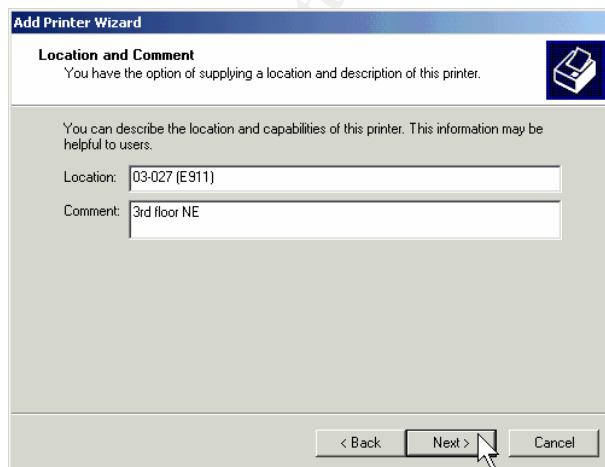 Add Printer Wizard
Location and Comment
You have the option of supplying a location and description of this printer.
You can describe the location and capabilities of this printer. This information may be
helpful to users.
Location: 03-027 (E911)
Comment: 3rd floor NE
< Back Next > Cancel